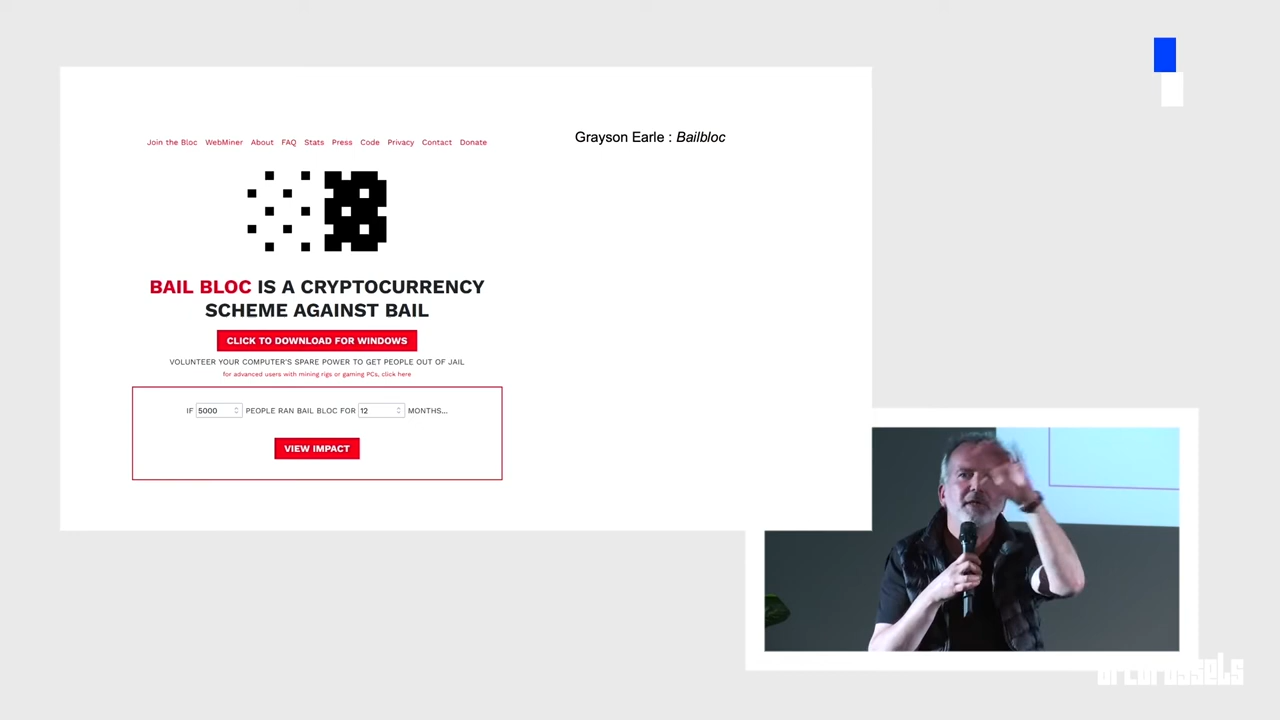 Join the Bloc WebMiner About FAQ Stats Press Code Privacy Contact Donate
Grayson Earle : Bailbloc
BAIL BLOC IS A CRYPTOCURRENCY
SCHEME AGAINST BAIL
CLICK TO DOWNLOAD FOR WINDOWS
VOLUNTEER YOUR COMPUTER'S SPARE POWER TO GET PEOPLE OUT OF JAIL
for advanced users with mining rigs or gaming PCs, click here
IF 5000 PEOPLE RAN BAIL BLOC FOR 12 MONTHS...
VIEW IMPACT